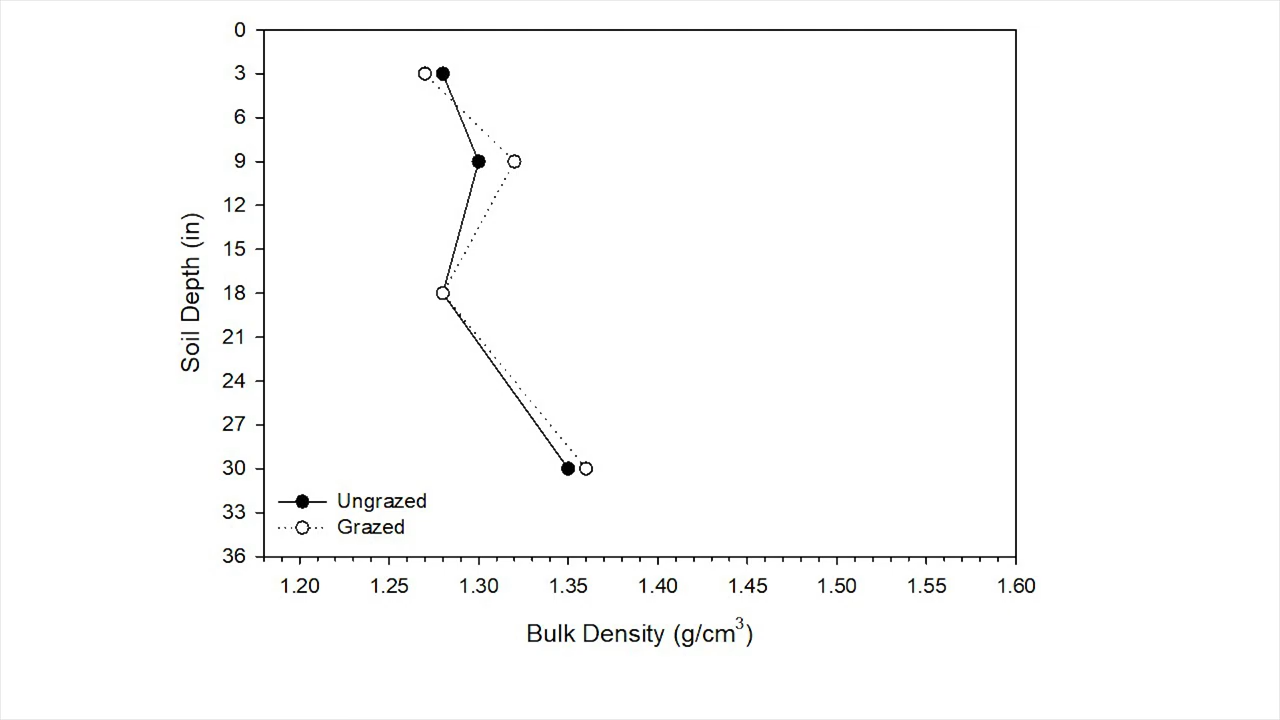 0
3
6
9
12
15
18
21
24
27
30
33
36
Soil Depth (in)
Ungrazed
Grazed
1.20 1.25 1.30 1.35 1.40 1.45 1.50 1.55 1.60
Bulk Density (g/cm³)